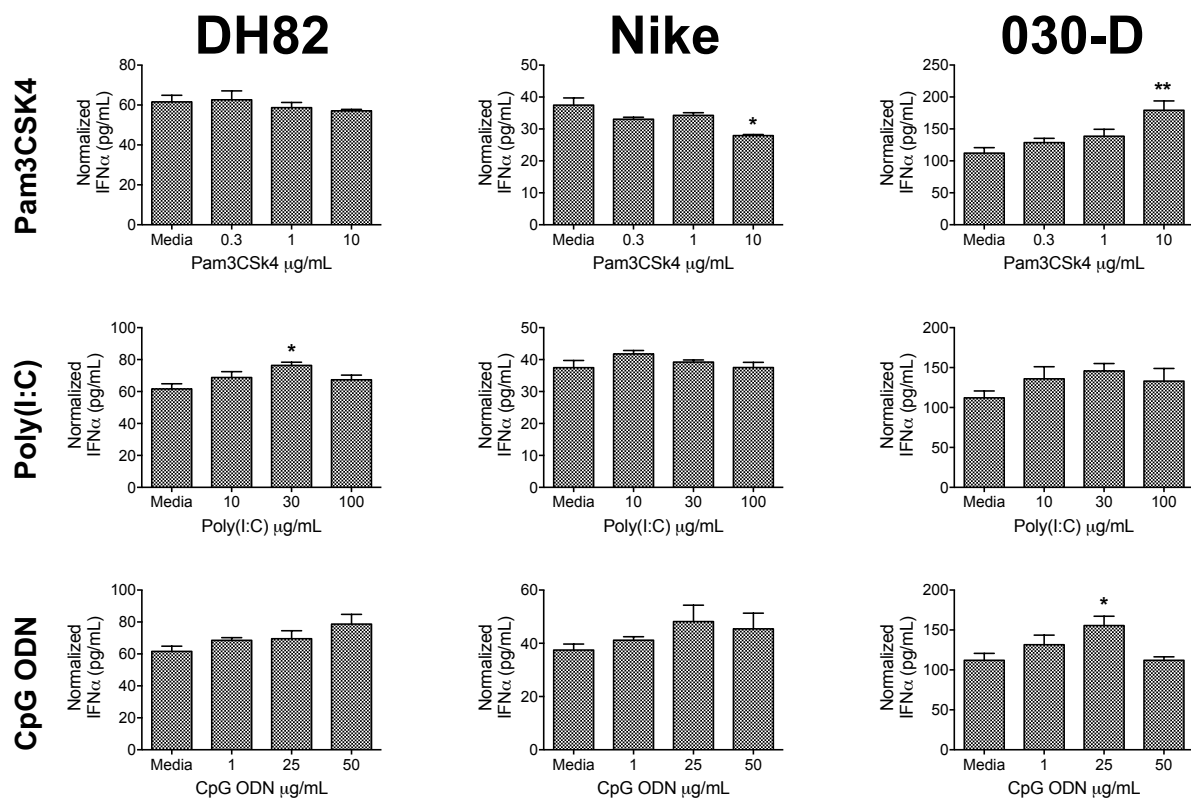 DH82 Nike 030-D
Pam3CSK4
Normalized
IFNα (pg/mL)
80
60
40
20
0
Media 0.3 1 10
Pam3CSk4 μg/mL
Normalized
IFNα (pg/mL)
50
40
30
20
10
0
*
Media 0.3 1 10
Pam3CSk4 μg/mL
Normalized
IFNα (pg/mL)
250
200
150
100
50
0
**
Media 0.3 1 10
Pam3CSk4 μg/mL
Poly(I:C)
Normalized
IFNα (pg/mL)
100
80
60
40
20
0
*
Media 10 30 100
Poly(I:C) μg/mL
Normalized
IFNα (pg/mL)
50
40
30
20
10
0
Media 10 30 100
Poly(I:C) μg/mL
Normalized
IFNα (pg/mL)
200
150
100
50
0
Media 10 30 100
Poly(I:C) μg/mL
CpG ODN
Normalized
IFNα (pg/mL)
100
80
60
40
20
0
Media 1 25 50
CpG ODN μg/mL
Normalized
IFNα (pg/mL)
60
40
20
0
Media 1 25 50
CpG ODN μg/mL
Normalized
IFNα (pg/mL)
200
150
100
50
0
*
Media 1 25 50
CpG ODN μg/mL